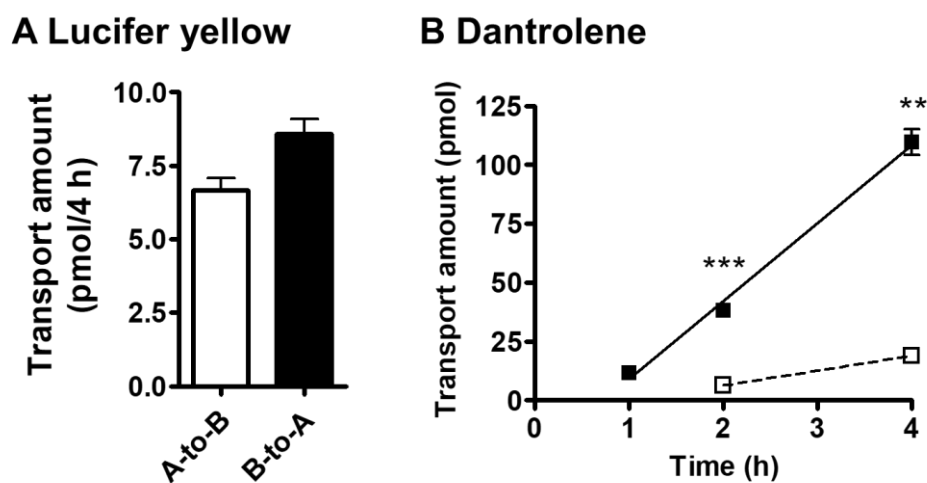 A Lucifer yellow
Transport amount
(pmol/4 h)
10.0
7.5
5.0
2.5
0.0
A-to-B
B-to-A
B Dantrolene
Transport amount (pmol)
125
100
75
50
25
0
***
**
0 1 2 3 4
Time (h)